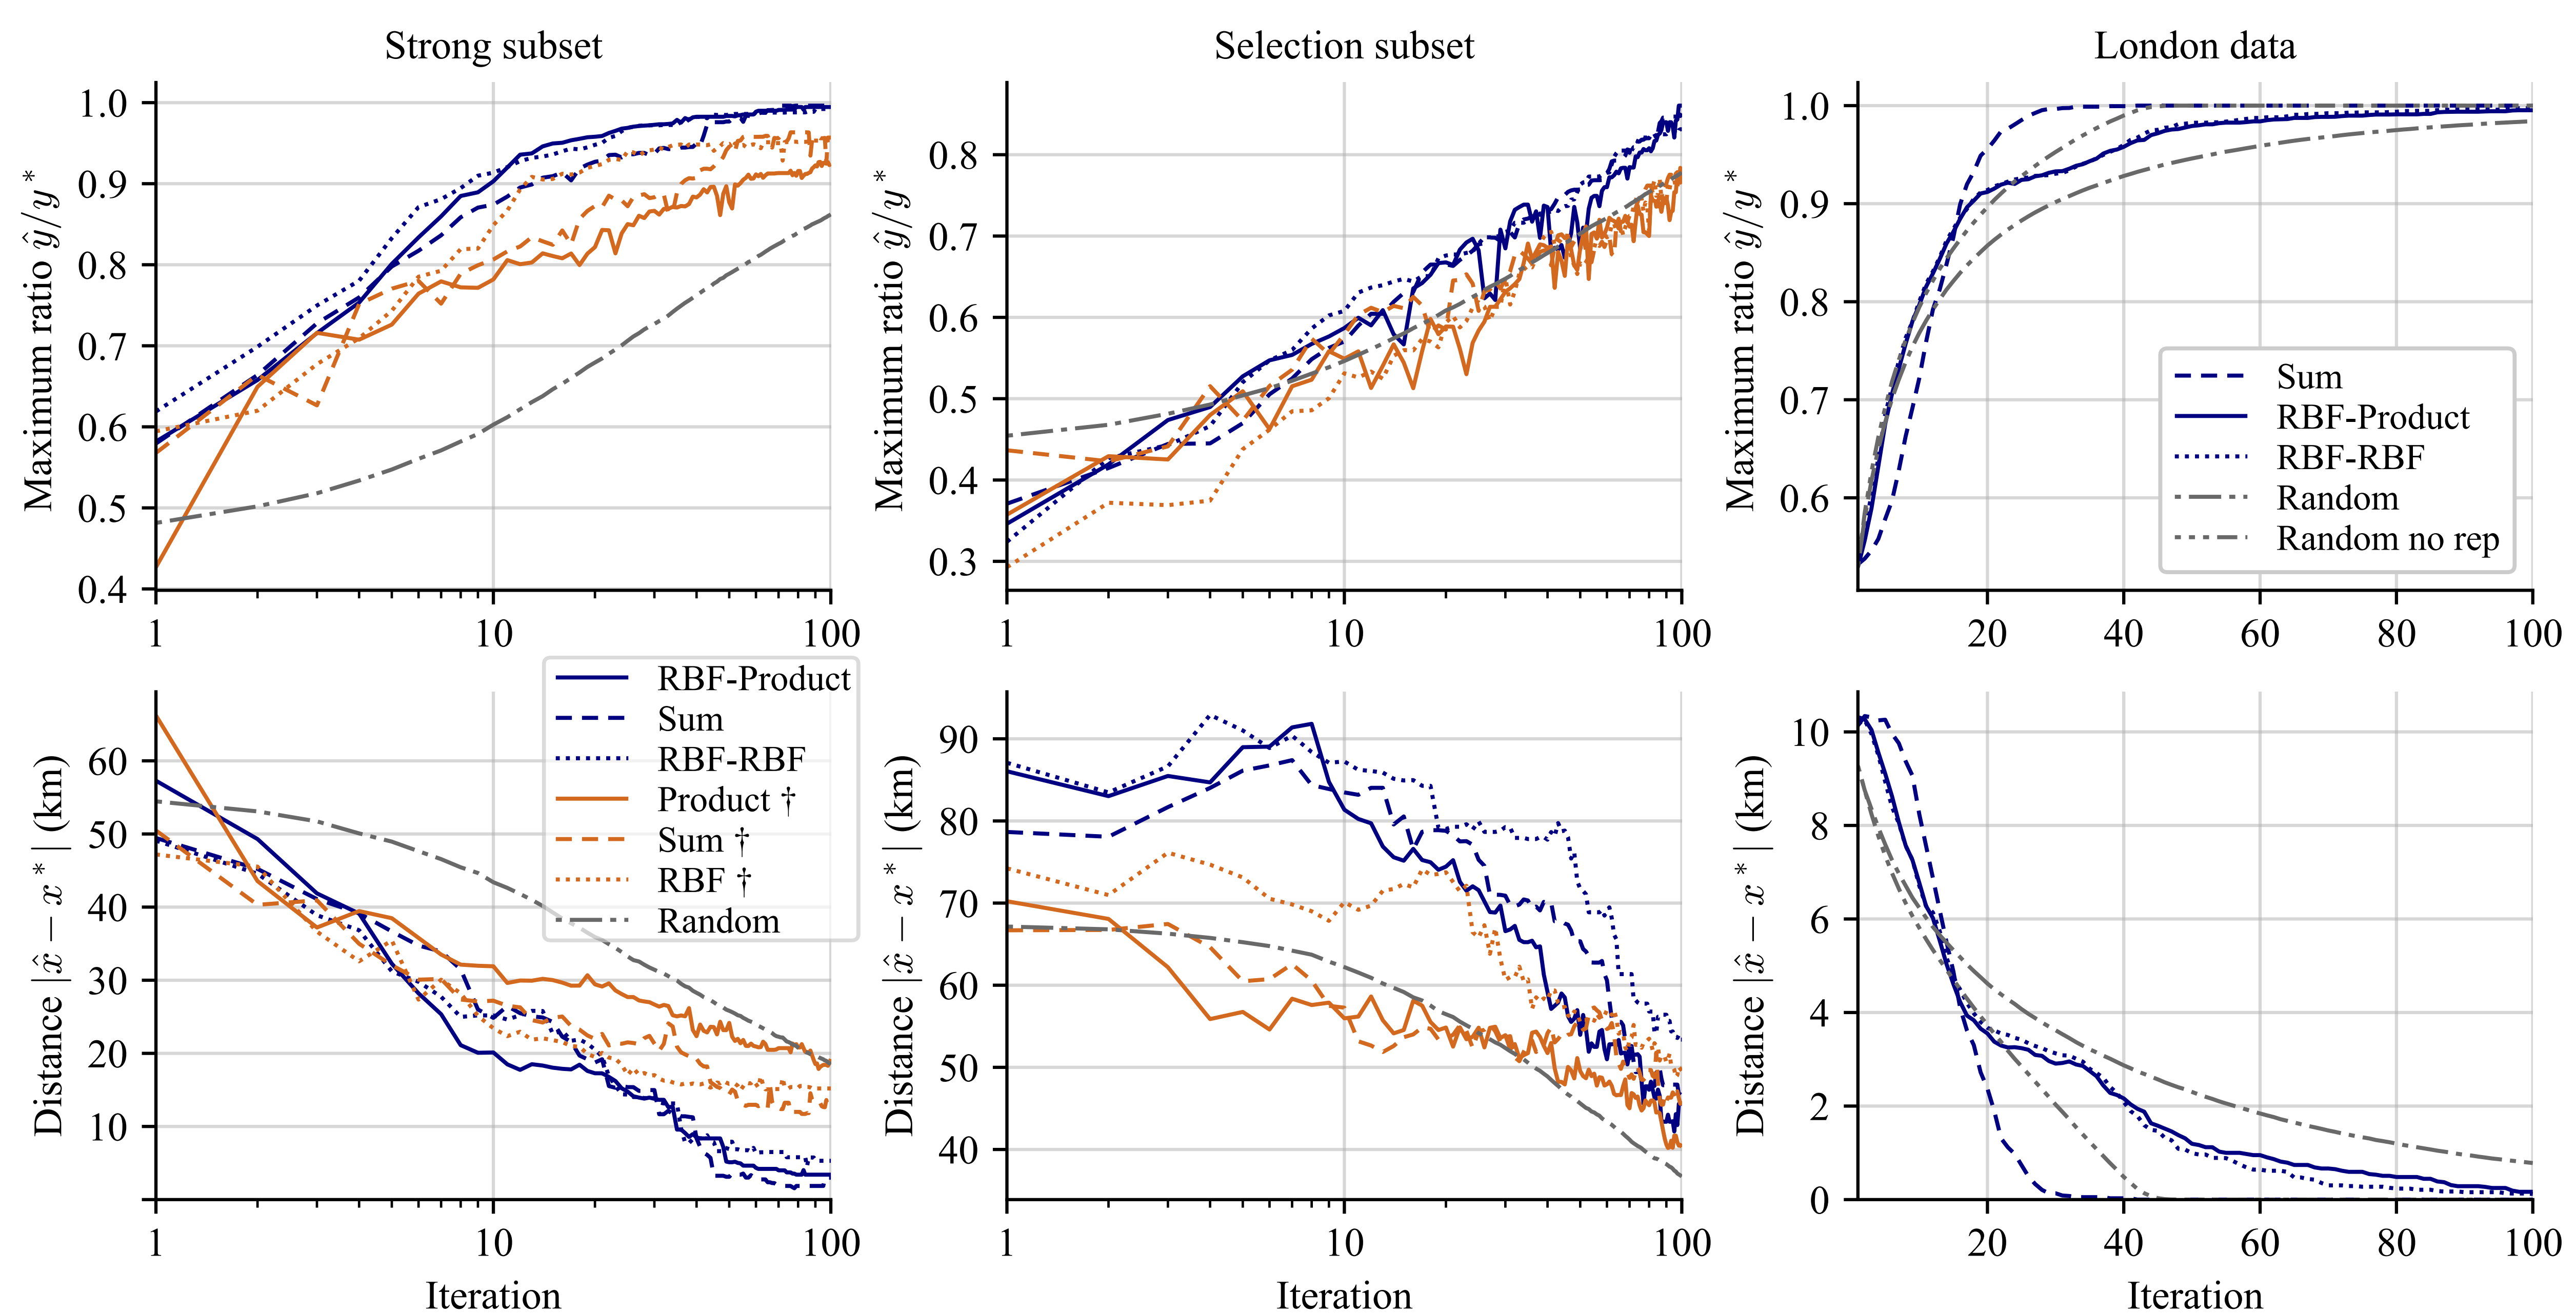 Strong subset
Selection subset
London data
Maximum ratio ŷ/y*
1.0
0.9
0.8
0.7
0.6
0.5
0.4
1
10
100
Maximum ratio ŷ/y*
0.8
0.7
0.6
0.5
0.4
0.3
1
10
100
Maximum ratio ŷ/y*
1.0
0.9
0.8
0.7
0.6
20
40
60
80
100
Sum
RBF-Product
RBF-RBF
Random
Random no rep
Distance |x̂ − x*| (km)
60
50
40
30
20
10
1
10
100
Iteration
RBF-Product
Sum
RBF-RBF
Product †
Sum †
RBF †
Random
Distance |x̂ − x*| (km)
90
80
70
60
50
40
1
10
100
Iteration
Distance |x̂ − x*| (km)
10
8
6
4
2
0
20
40
60
80
100
Iteration